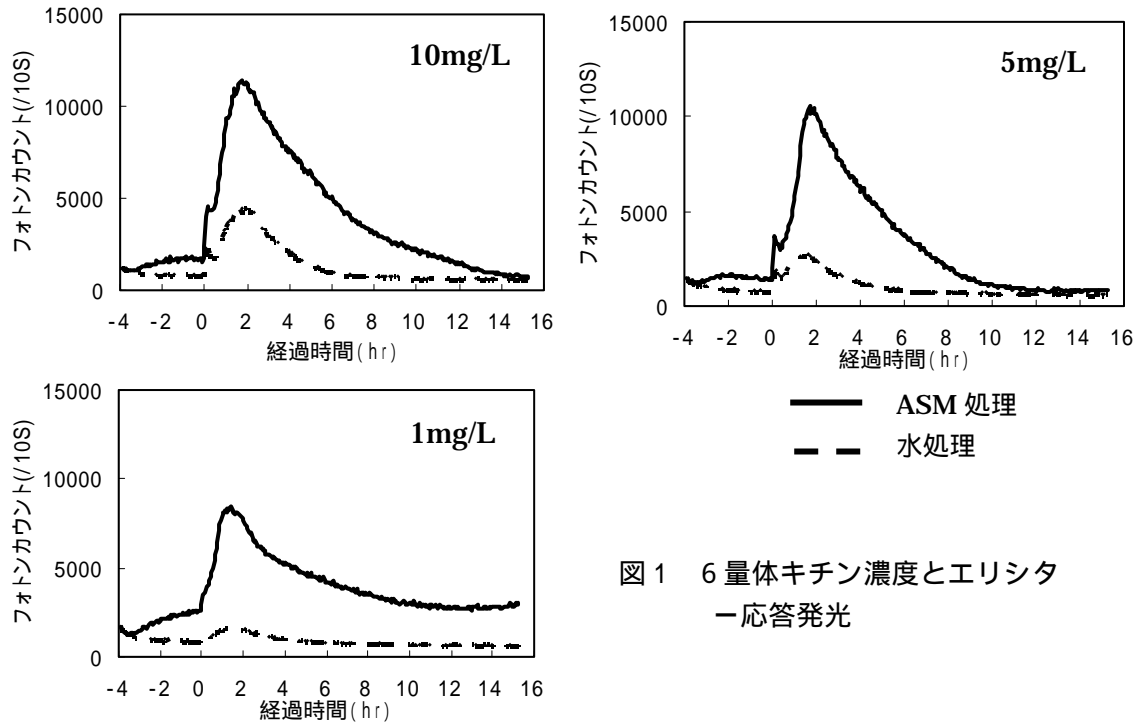 15000
10000
5000
0
フォトンカウント(/10S)
10mg/L
-4 -2 0 2 4 6 8 10 12 14 16
経過時間(hr)
15000
10000
5000
0
フォトンカウント(/10S)
5mg/L
-4 -2 0 2 4 6 8 10 12 14 16
経過時間(hr)
15000
10000
5000
0
フォトンカウント(/10S)
1mg/L
-4 -2 0 2 4 6 8 10 12 14 16
経過時間(hr)
ASM 処理
水処理
図1 6量体キチン濃度とエリシタ
ー応答発光